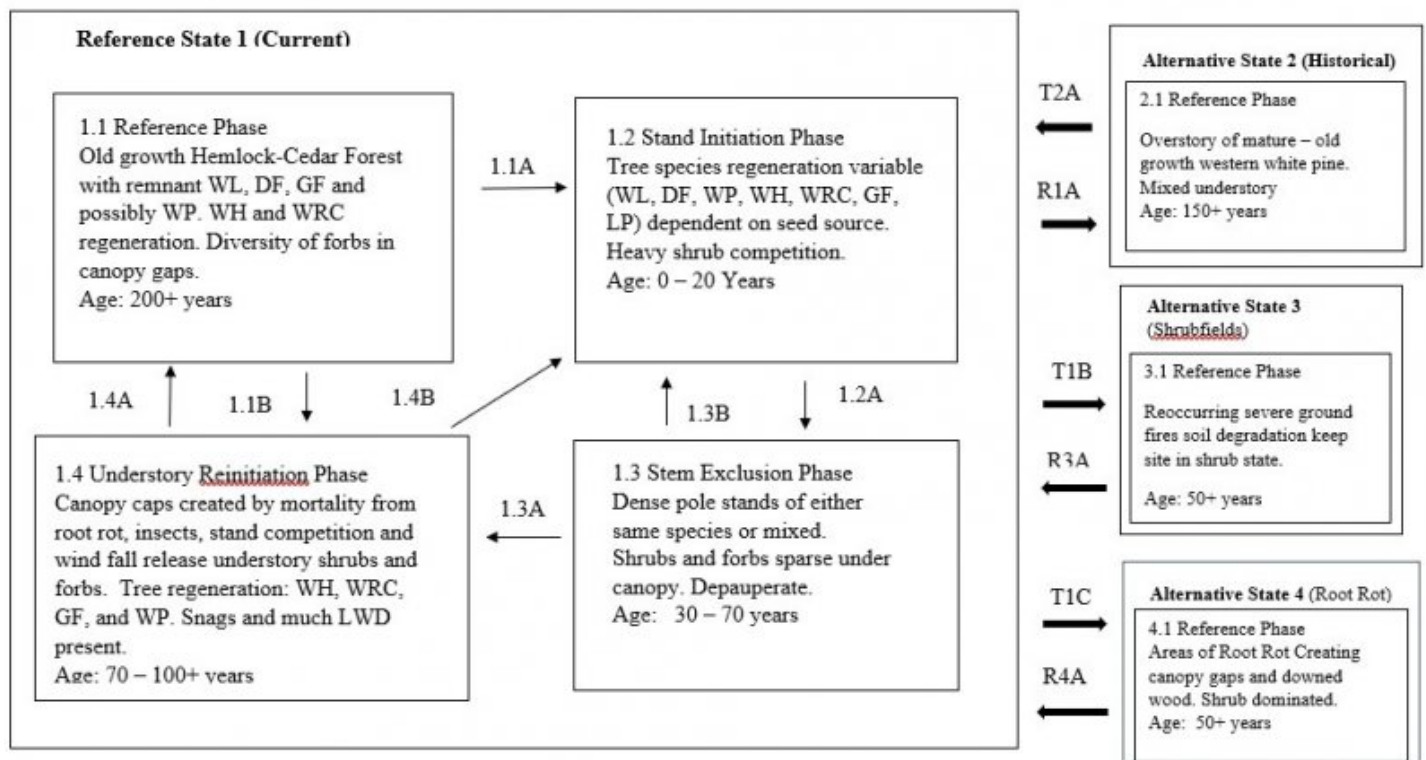 Reference State 1 (Current)
1.1 Reference Phase
Old growth Hemlock-Cedar Forest
with remnant WL, DF, GF and
possibly WP. WH and WRC
regeneration. Diversity of forbs in
canopy gaps.
Age: 200+ years
1.1A
1.2 Stand Initiation Phase
Tree species regeneration variable
(WL, DF, WP, WH, WRC, GF,
LP) dependent on seed source.
Heavy shrub competition.
Age: 0 – 20 Years
1.4A
1.1B
1.4B
1.3B
1.2A
1.4 Understory Reinitiation Phase
Canopy caps created by mortality from
root rot, insects, stand competition and
wind fall release understory shrubs and
forbs. Tree regeneration: WH, WRC,
GF, and WP. Snags and much LWD
present.
Age: 70 – 100+ years
1.3A
1.3 Stem Exclusion Phase
Dense pole stands of either
same species or mixed.
Shrubs and forbs sparse under
canopy. Depauperate.
Age: 30 – 70 years
T2A
R1A
Alternative State 2 (Historical)
2.1 Reference Phase
Overstory of mature – old
growth western white pine.
Mixed understory
Age: 150+ years
T1B
R3A
Alternative State 3
(Shrubfields)
3.1 Reference Phase
Reoccurring severe ground
fires soil degradation keep
site in shrub state.
Age: 50+ years
T1C
R4A
Alternative State 4 (Root Rot)
4.1 Reference Phase
Areas of Root Rot Creating
canopy gaps and downed
wood. Shrub dominated.
Age: 50+ years